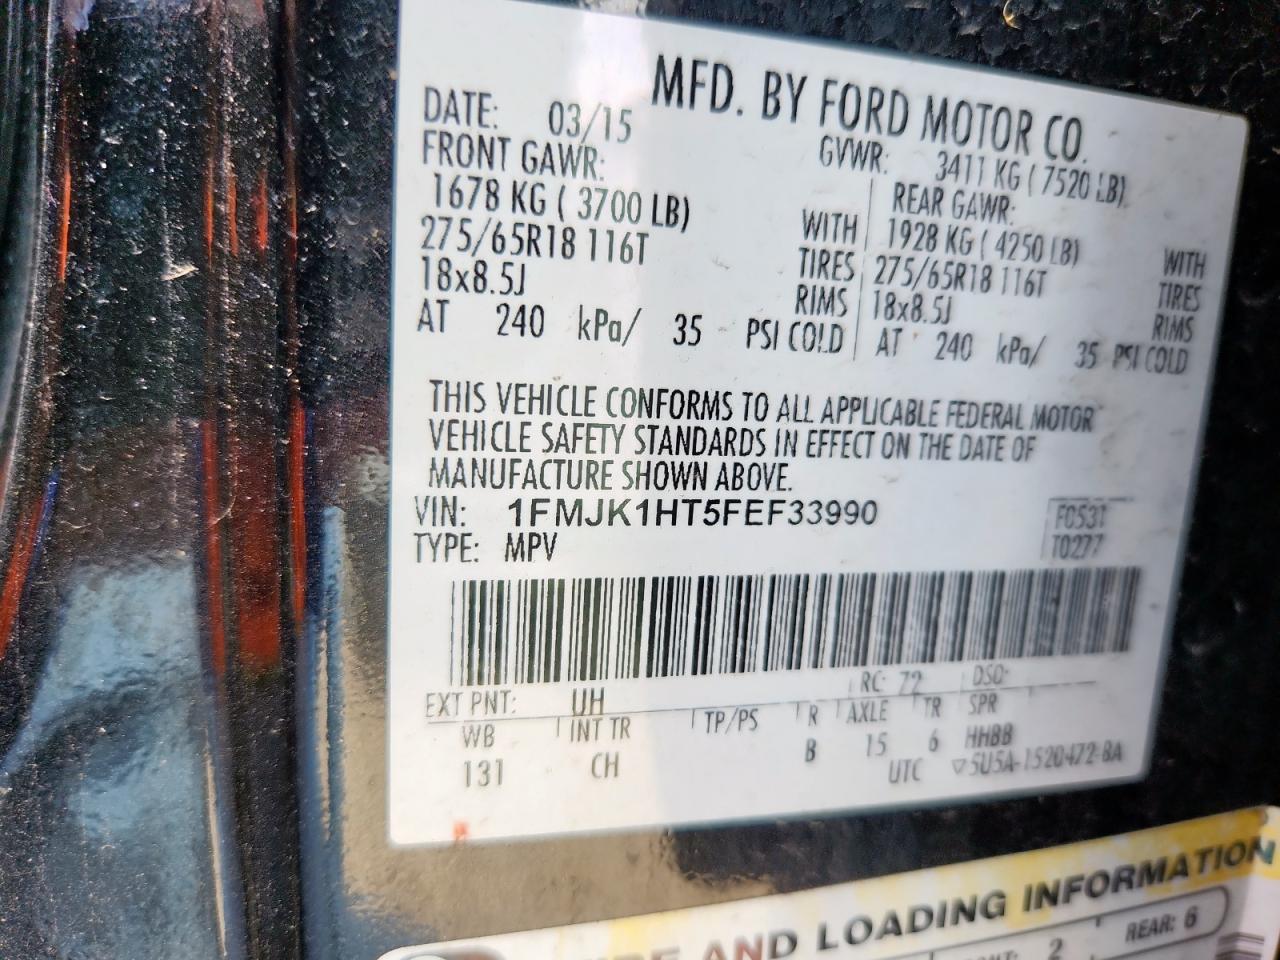 MFD. BY FORD MOTOR CO.
DATE: 03/15 GVWR: 3411 KG ( 7520 LB)
FRONT GAWR: REAR GAWR:
1678 KG ( 3700 LB) WITH 1928 KG ( 4250 LB) WITH
275/65R18 116T TIRES 275/65R18 116T TIRES
18x8.5J RIMS 18x8.5J RIMS
AT 240 kPa/ 35 PSI COLD AT 240 kPa/ 35 PSI COLD
THIS VEHICLE CONFORMS TO ALL APPLICABLE FEDERAL MOTOR
VEHICLE SAFETY STANDARDS IN EFFECT ON THE DATE OF
MANUFACTURE SHOWN ABOVE.
VIN: 1FMJK1HT5FEF33990 F0531
TYPE: MPV T0277
EXT PNT: UH RC: 72 DSO:
WB INT TR TP/PS R AXLE TR SPR
131 CH B 15 6 HHBB
UTC ▽5U5A-1520472-BA
AND LOADING INFORMATION
2 REAR: 6